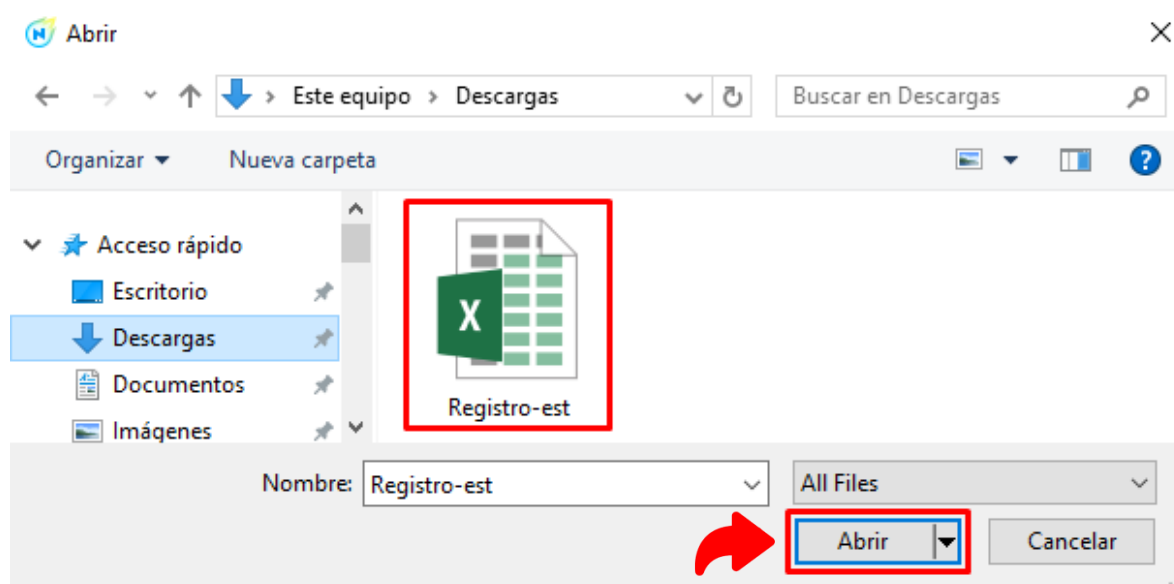 Abrir
Este equipo > Descargas
Buscar en Descargas
Organizar
Nueva carpeta
Acceso rápido
Escritorio
Descargas
Documentos
Imágenes
X
Registro-est
Nombre: Registro-est
All Files
Abrir
Cancelar